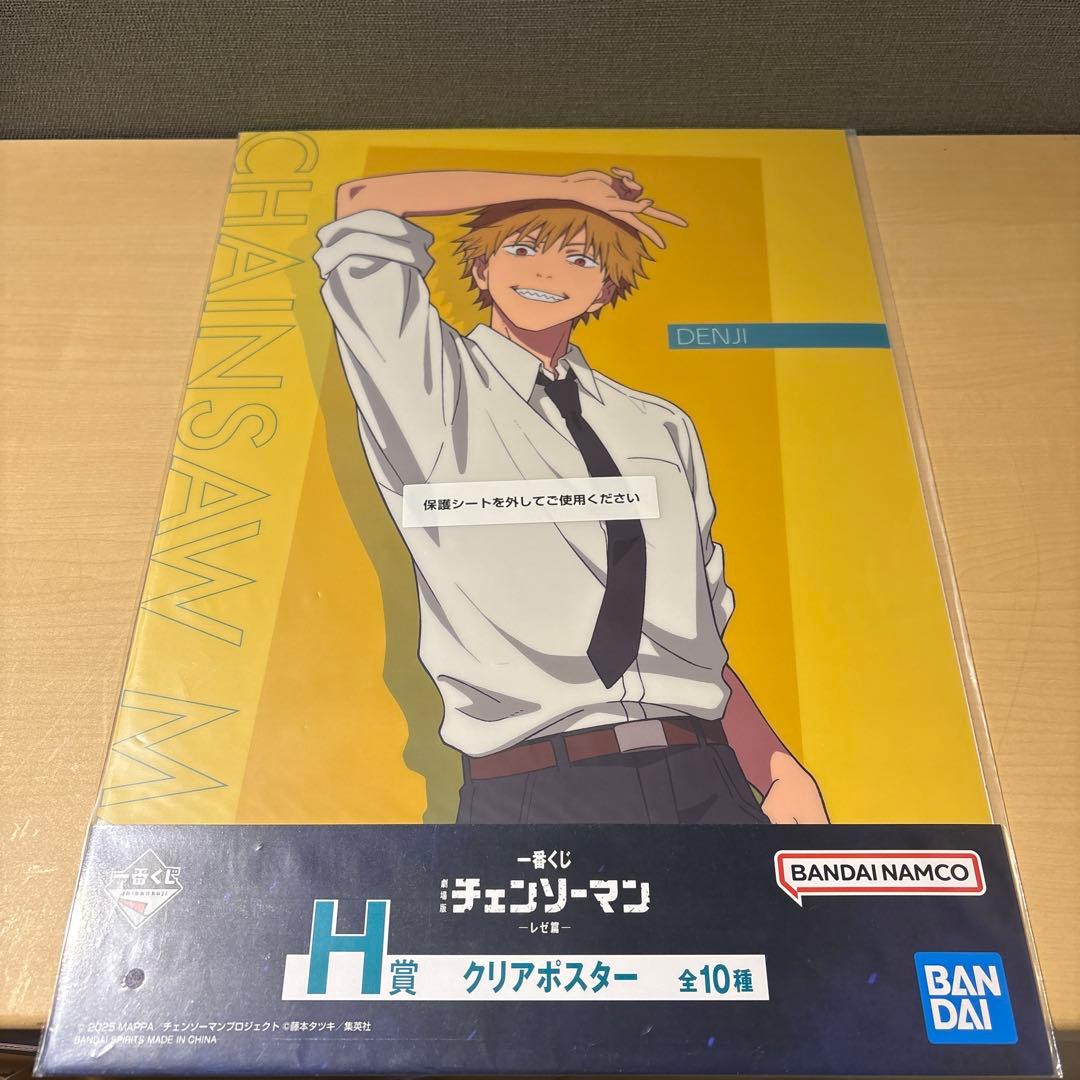 CHAINSAW M
DENJI
保護シートを外してご使用ください
一番くじ
ichiban kuji
一番くじ
劇場版 チェンソーマン
―レゼ篇―
BANDAI NAMCO
H賞 クリアポスター 全10種
BAN
DAI
© 2025 MAPPA／チェンソーマンプロジェクト ©藤本タツキ／集英社
BANDAI SPIRITS MADE IN CHINA